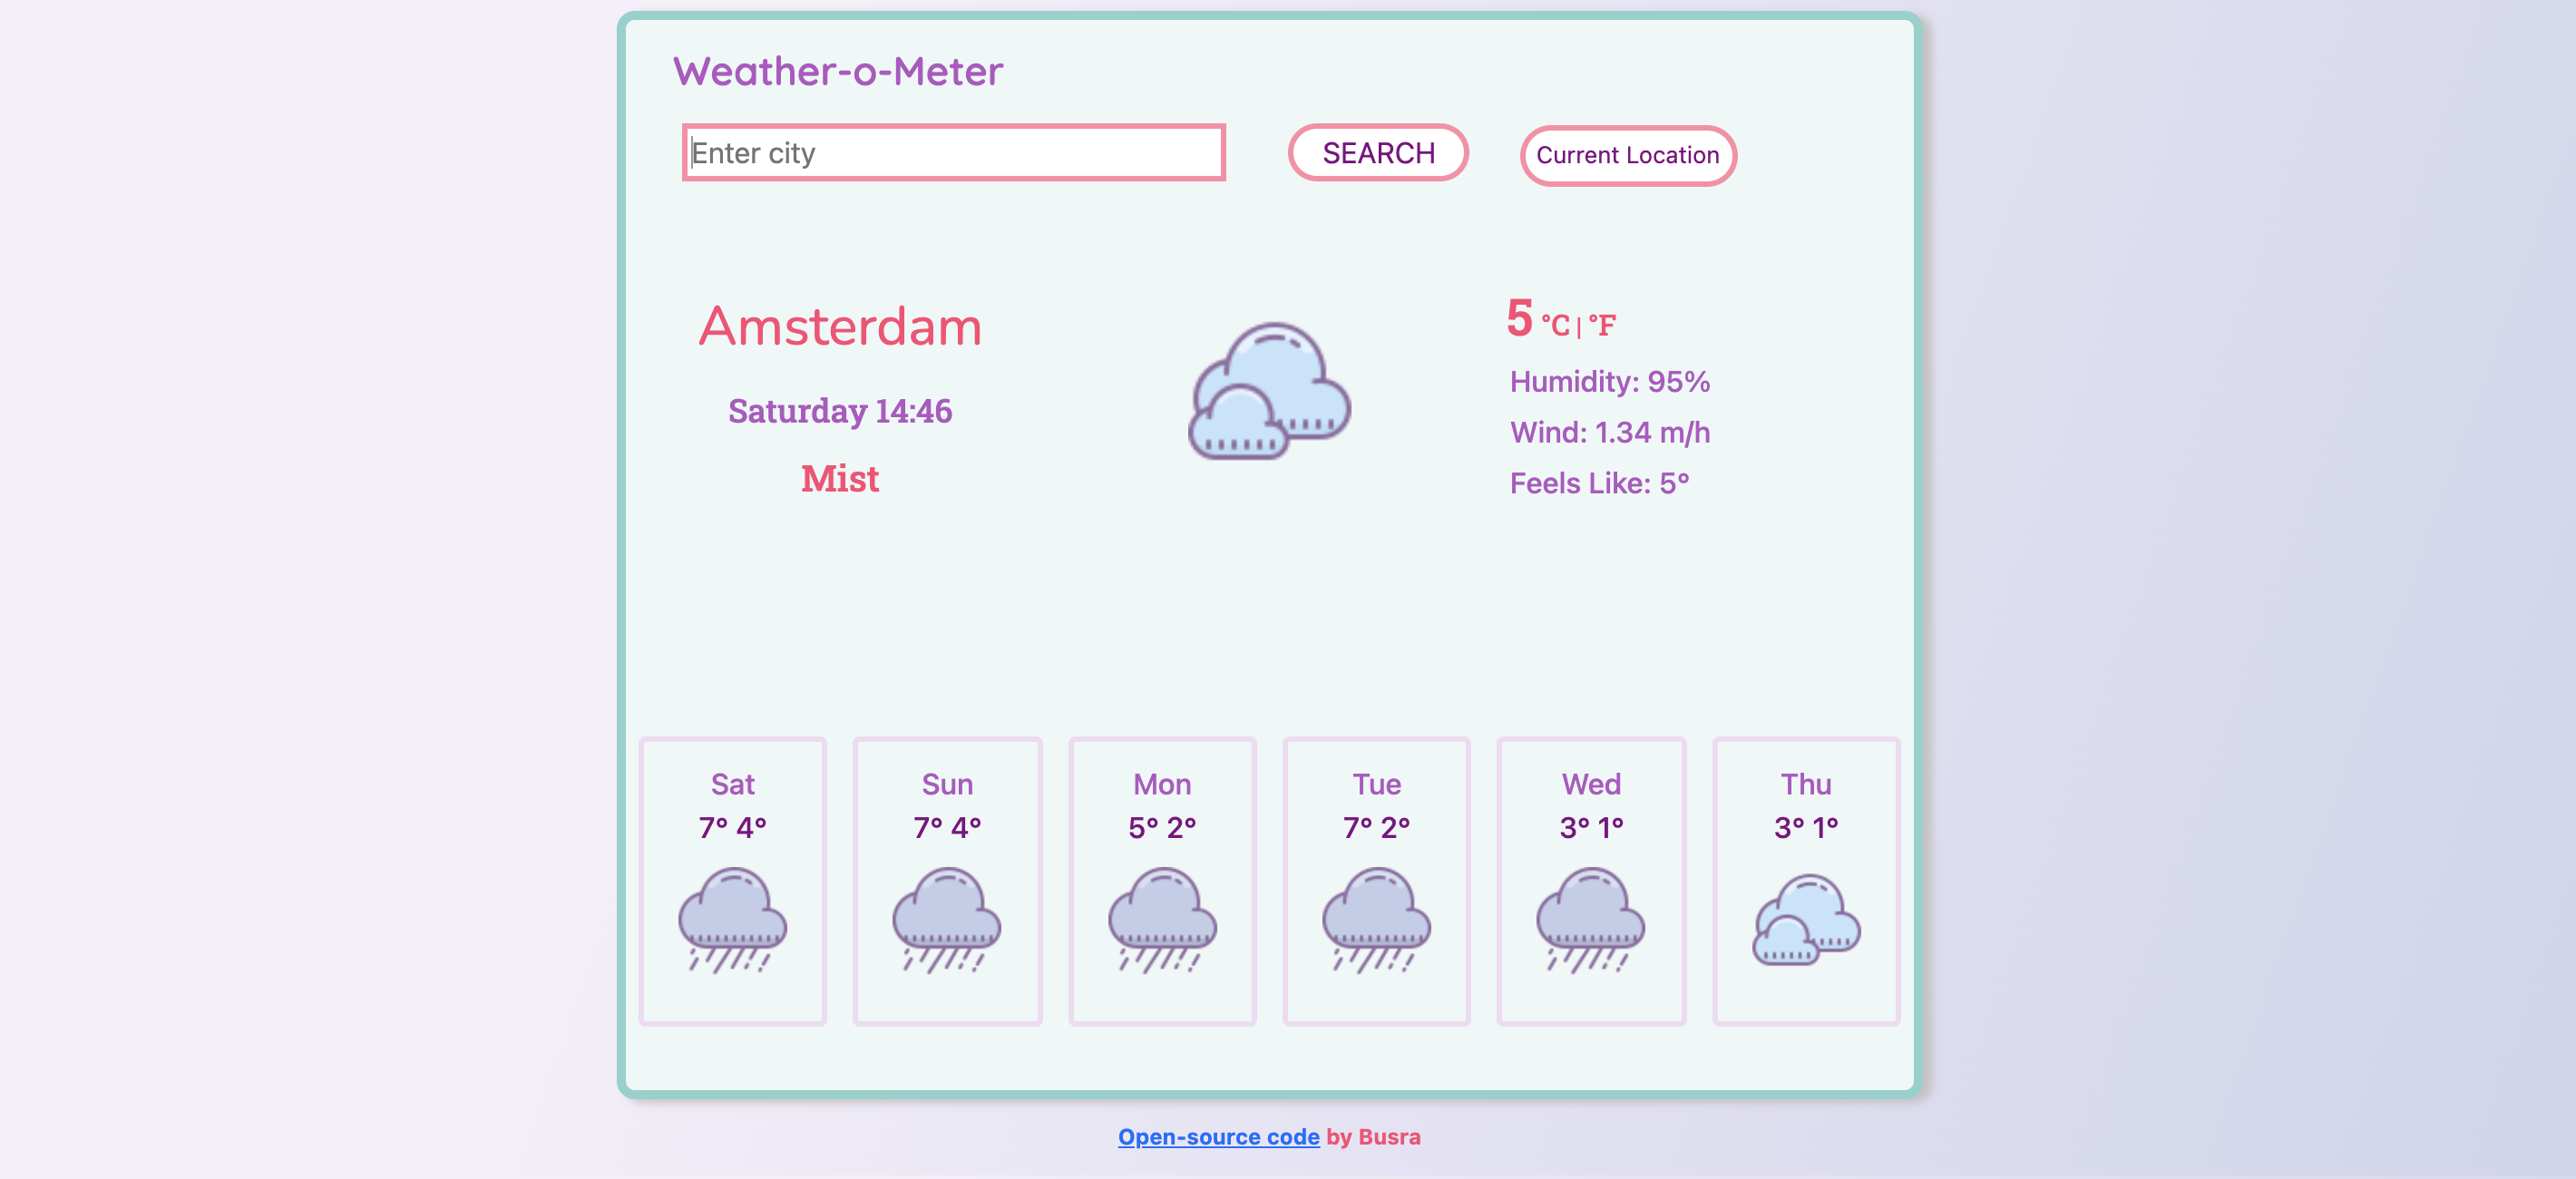 Weather-o-Meter
Enter city
SEARCH
Current Location
Amsterdam
Saturday 14:46
Mist
5 °C | °F
Humidity: 95%
Wind: 1.34 m/h
Feels Like: 5°
Sat
7° 4°
Sun
7° 4°
Mon
5° 2°
Tue
7° 2°
Wed
3° 1°
Thu
3° 1°
Open-source code by Busra